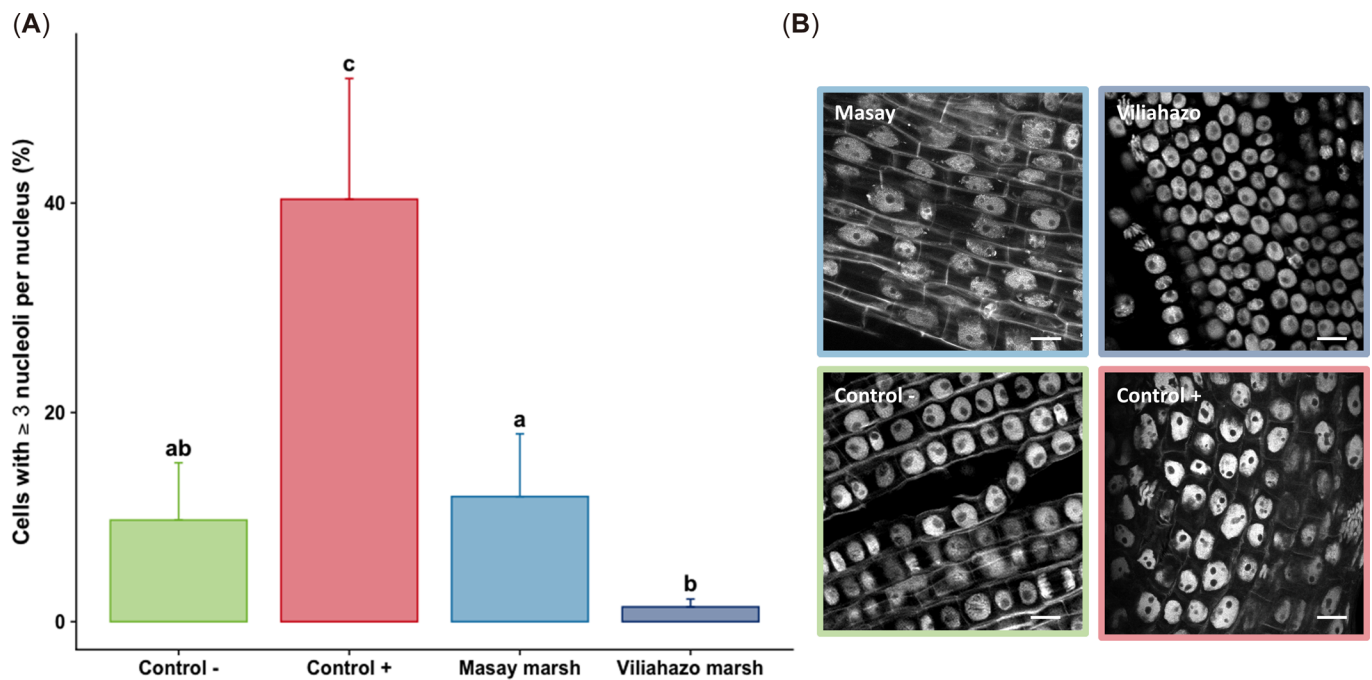 (A)
Cells with ≥ 3 nucleoli per nucleus (%)
40
20
0
ab
c
a
b
Control -
Control +
Masay marsh
Viliahazo marsh
(B)
Masay
Viliahazo
Control -
Control +